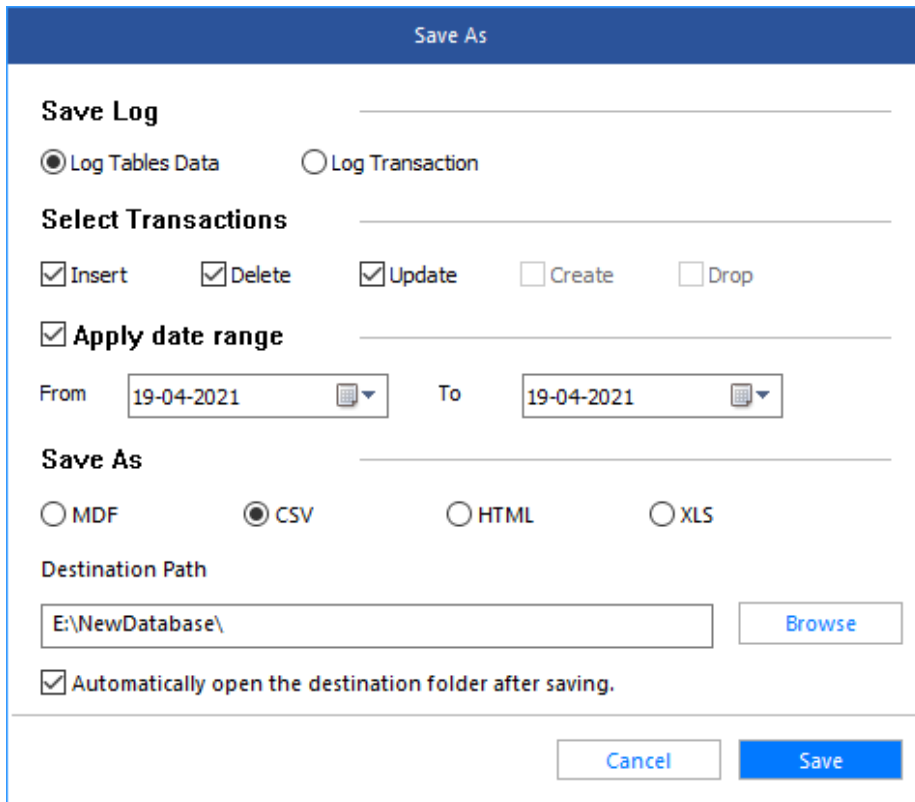 Save As
Save Log
Log Tables Data Log Transaction
Select Transactions
Insert Delete Update Create Drop
Apply date range
From 19-04-2021 To 19-04-2021
Save As
MDF CSV HTML XLS
Destination Path
E:\NewDatabase\ Browse
Automatically open the destination folder after saving.
Cancel Save